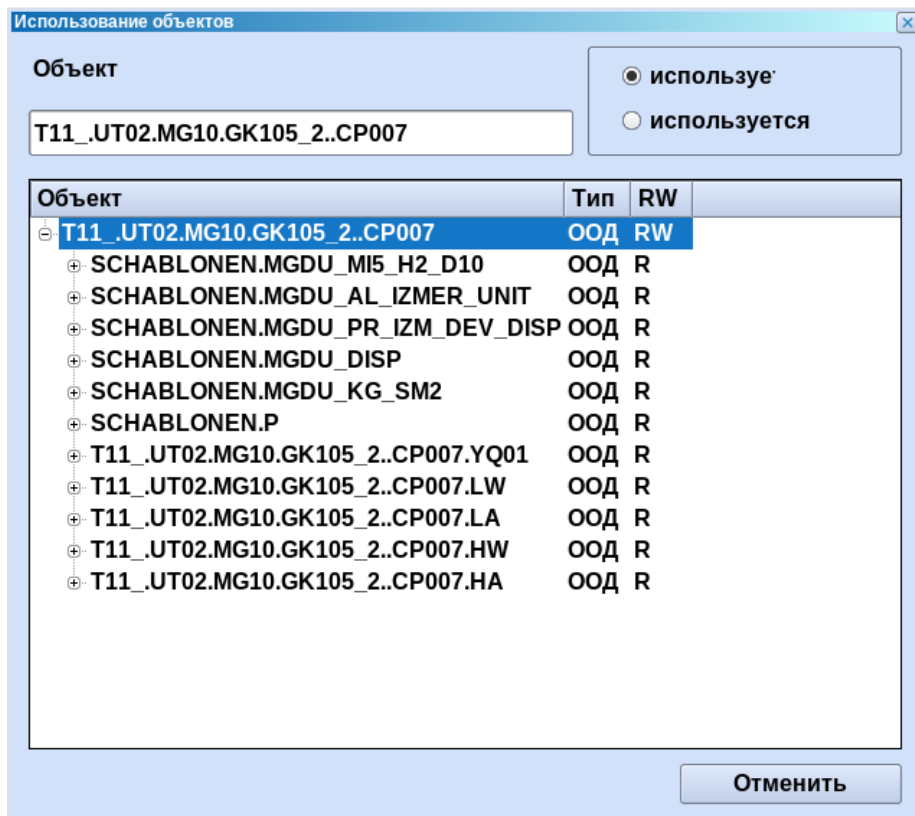 Использование объектов
Объект
используе
используется
T11_.UT02.MG10.GK105_2..CP007
Объект Тип RW
T11_.UT02.MG10.GK105_2..CP007 ООД RW
SCHABLONEN.MGDU_MI5_H2_D10 ООД R
SCHABLONEN.MGDU_AL_IZMER_UNIT ООД R
SCHABLONEN.MGDU_PR_IZM_DEV_DISP ООД R
SCHABLONEN.MGDU_DISP ООД R
SCHABLONEN.MGDU_KG_SM2 ООД R
SCHABLONEN.P ООД R
T11_.UT02.MG10.GK105_2..CP007.YQ01 ООД R
T11_.UT02.MG10.GK105_2..CP007.LW ООД R
T11_.UT02.MG10.GK105_2..CP007.LA ООД R
T11_.UT02.MG10.GK105_2..CP007.HW ООД R
T11_.UT02.MG10.GK105_2..CP007.HA ООД R
Отменить